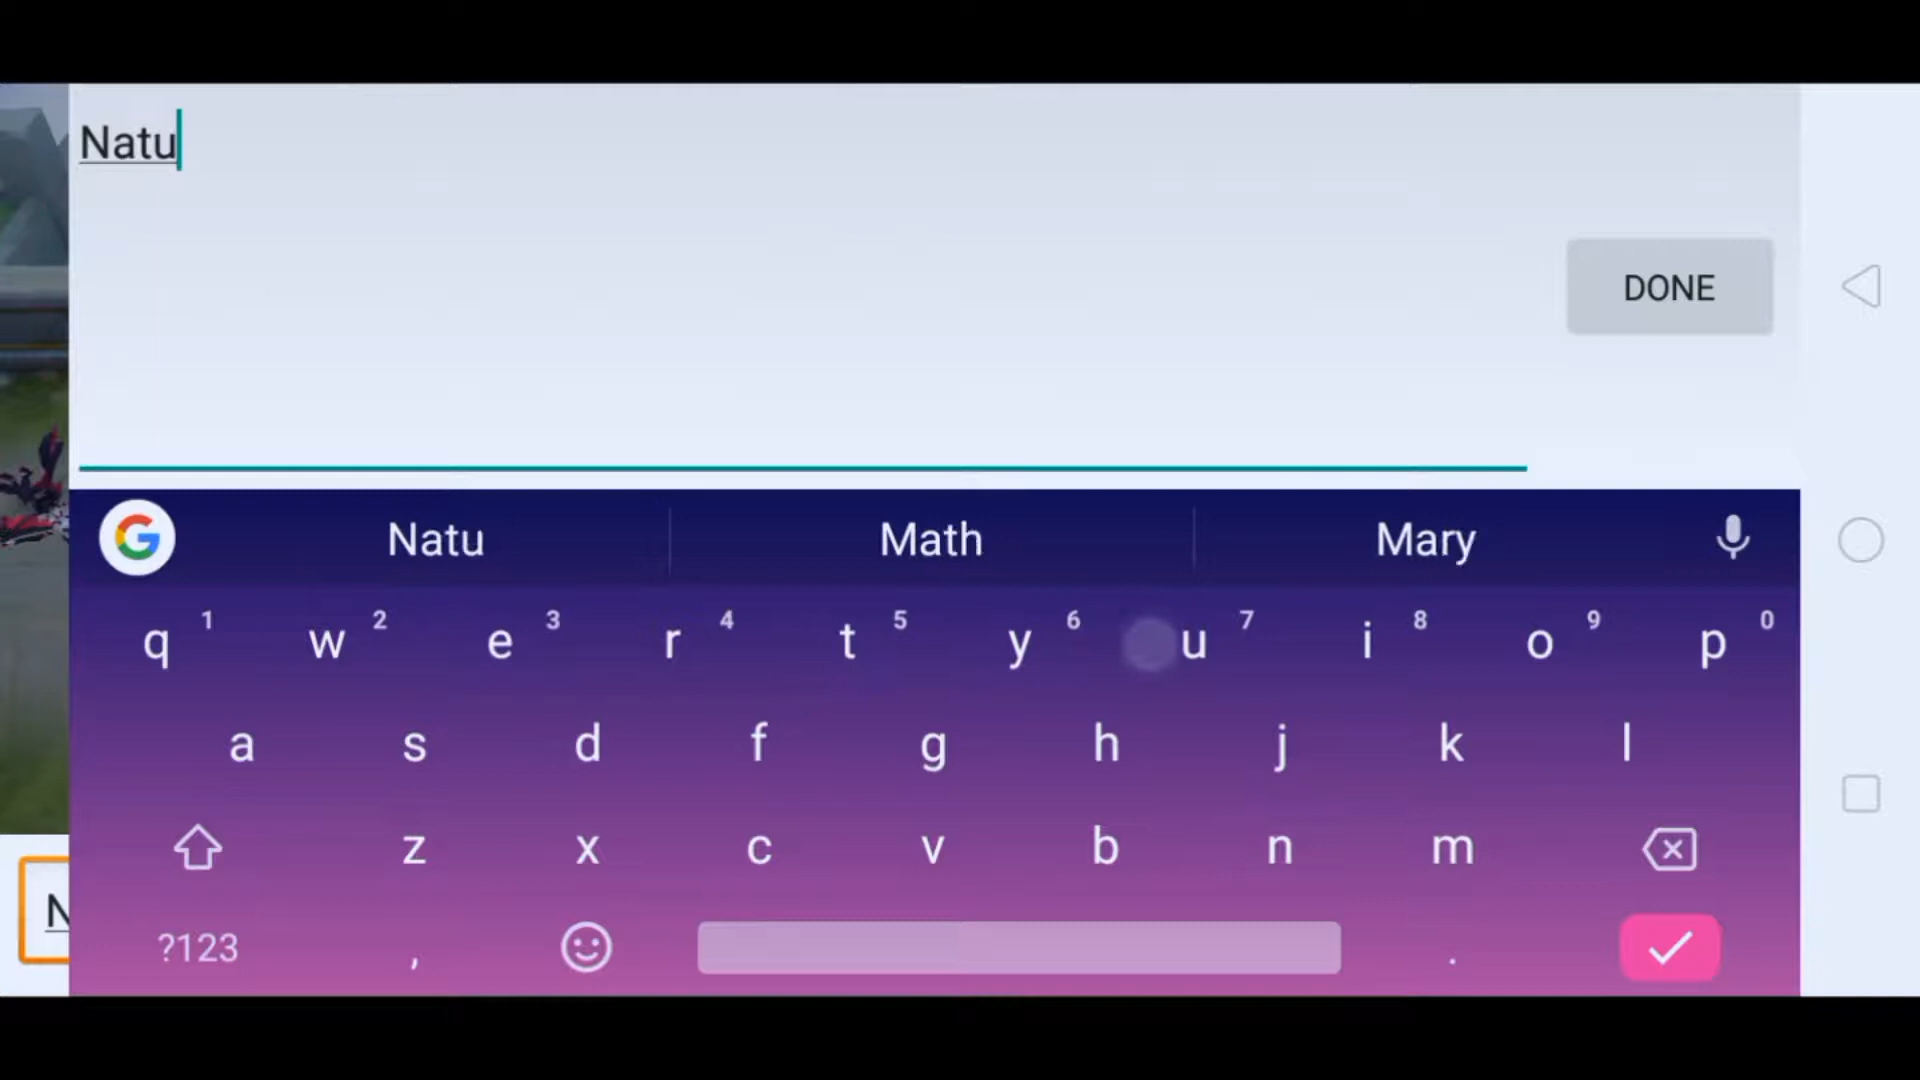 Natu
DONE
Natu Math Mary
q 1 w 2 e 3 r 4 t 5 y 6 u 7 i 8 o 9 p 0
a s d f g h j k l
z x c v b n m
?123 , .
N